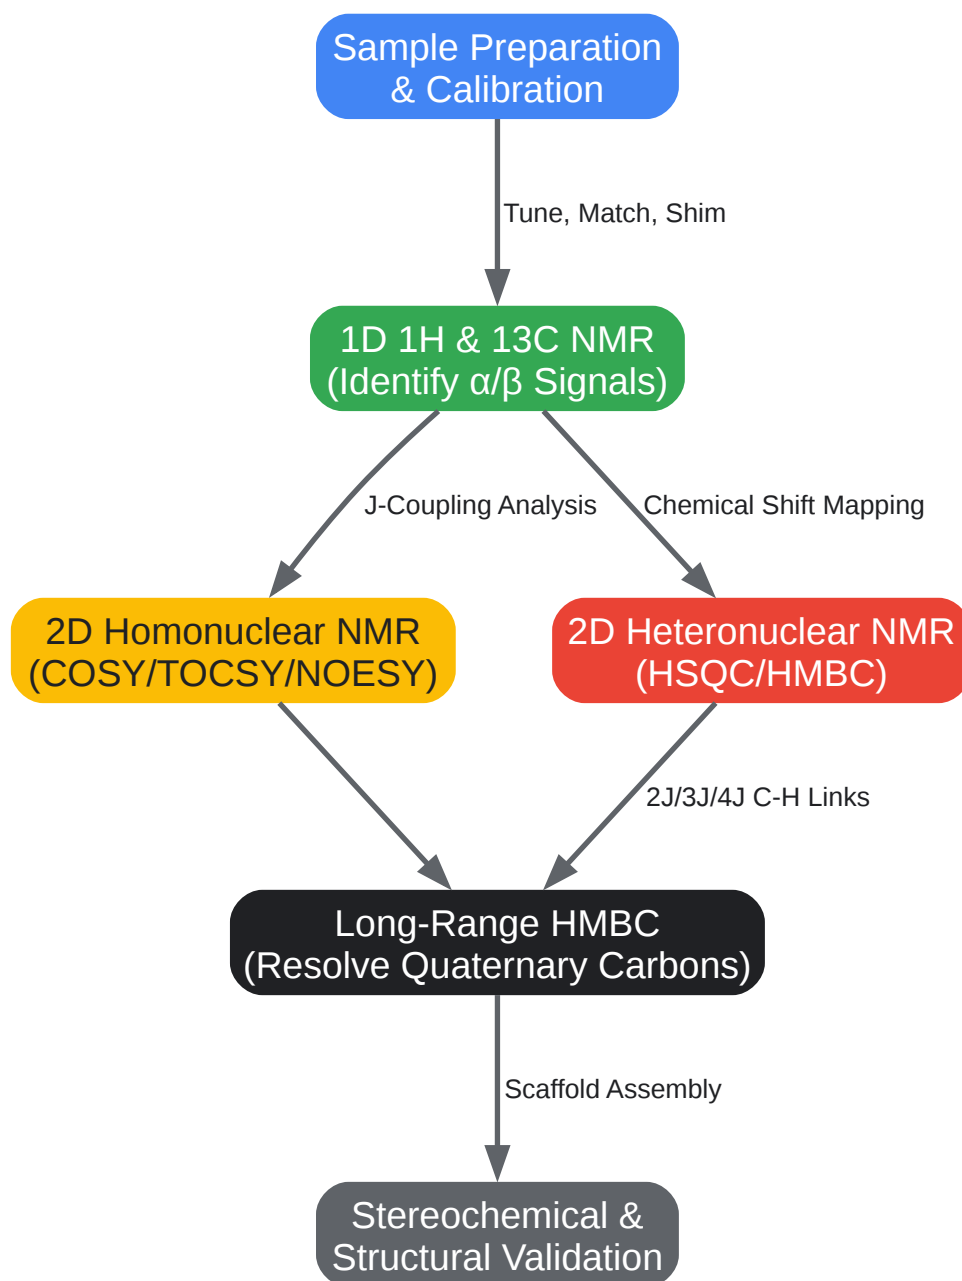 Sample Preparation
& Calibration
Tune, Match, Shim
1D 1H & 13C NMR
(Identify α/β Signals)
J-Coupling Analysis
Chemical Shift Mapping
2D Homonuclear NMR
(COSY/TOCSY/NOESY)
2D Heteronuclear NMR
(HSQC/HMBC)
2J/3J/4J C-H Links
Long-Range HMBC
(Resolve Quaternary Carbons)
Scaffold Assembly
Stereochemical &
Structural Validation